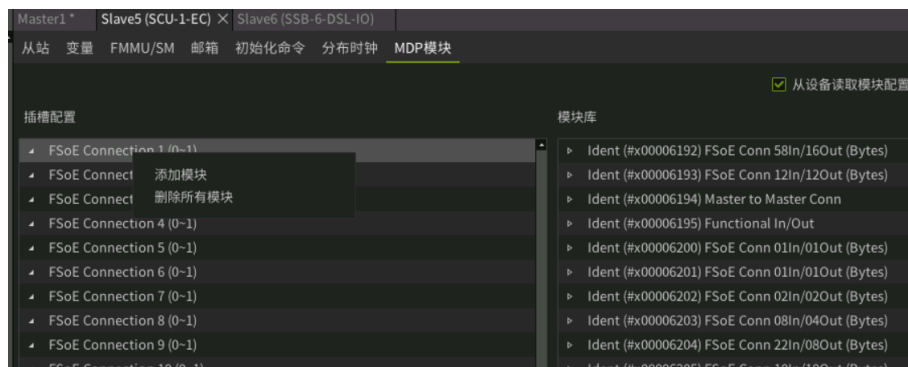 Master1*
Slave5 (SCU-1-EC)
Slave6 (SSB-6-DSL-IO)
从站 变量 FMMU/SM 邮箱 初始化命令 分布时钟 MDP模块
从设备读取模块配置
插槽配置
FSoE Connection 1 (0~1)
FSoE Connect
FSoE Connect
FSoE Connection 4 (0~1)
FSoE Connection 5 (0~1)
FSoE Connection 6 (0~1)
FSoE Connection 7 (0~1)
FSoE Connection 8 (0~1)
FSoE Connection 9 (0~1)
FSoE Connection 10 (0~1)
添加模块
删除所有模块
模块库
Ident (#x00006192) FSoE Conn 58In/16Out (Bytes)
Ident (#x00006193) FSoE Conn 12In/12Out (Bytes)
Ident (#x00006194) Master to Master Conn
Ident (#x00006195) Functional In/Out
Ident (#x00006200) FSoE Conn 01In/01Out (Bytes)
Ident (#x00006201) FSoE Conn 01In/01Out (Bytes)
Ident (#x00006202) FSoE Conn 02In/02Out (Bytes)
Ident (#x00006203) FSoE Conn 08In/04Out (Bytes)
Ident (#x00006204) FSoE Conn 22In/08Out (Bytes)